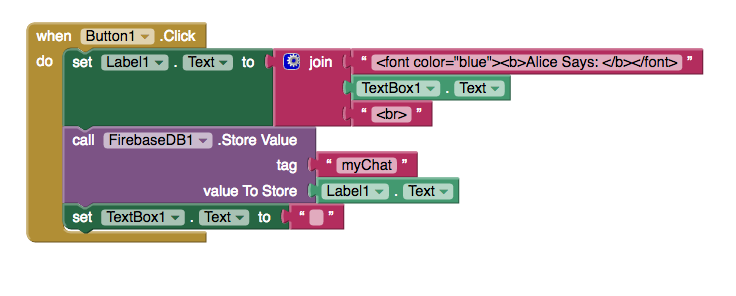 when Button1 .Click
do set Label1 . Text to join " <font color="blue"><b>Alice Says: </b></font> "
TextBox1 . Text
" <br> "
call FirebaseDB1 .Store Value
tag " myChat "
value To Store Label1 . Text
set TextBox1 . Text to " "